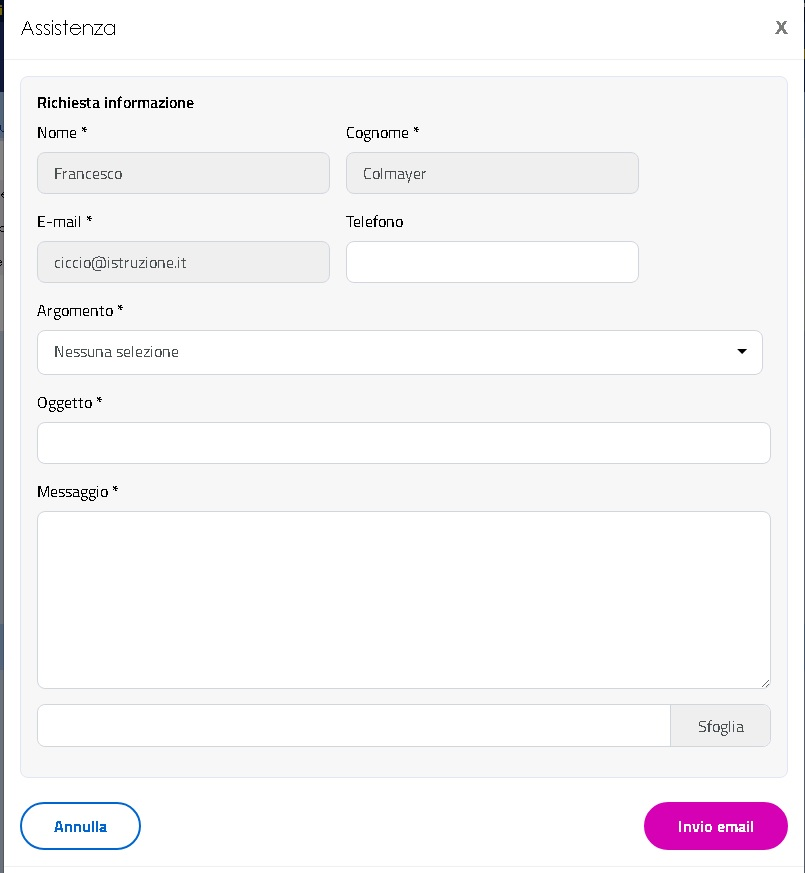 Assistenza X
Richiesta informazione
Nome * Cognome *
Francesco Colmayer
E-mail * Telefono
ciccio@istruzione.it
Argomento *
Nessuna selezione
Oggetto *
Messaggio *
Sfoglia
Annulla Invio email